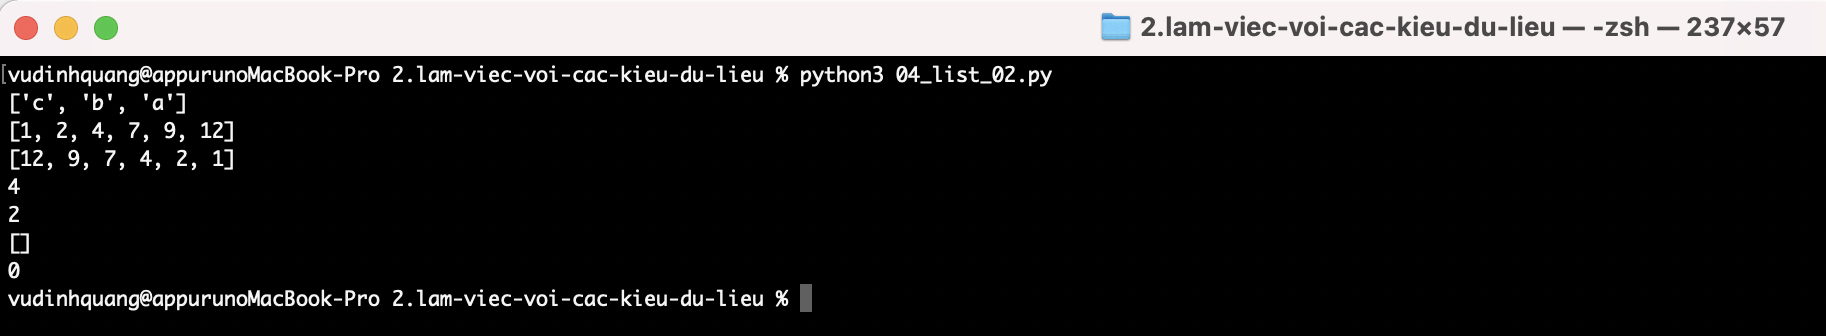 2.lam-viec-voi-cac-kieu-du-lieu — -zsh — 237×57
[vudinhquang@appurunoMacBook-Pro 2.lam-viec-voi-cac-kieu-du-lieu % python3 04_list_02.py
['c', 'b', 'a']
[1, 2, 4, 7, 9, 12]
[12, 9, 7, 4, 2, 1]
4
2
[]
0
vudinhquang@appurunoMacBook-Pro 2.lam-viec-voi-cac-kieu-du-lieu %